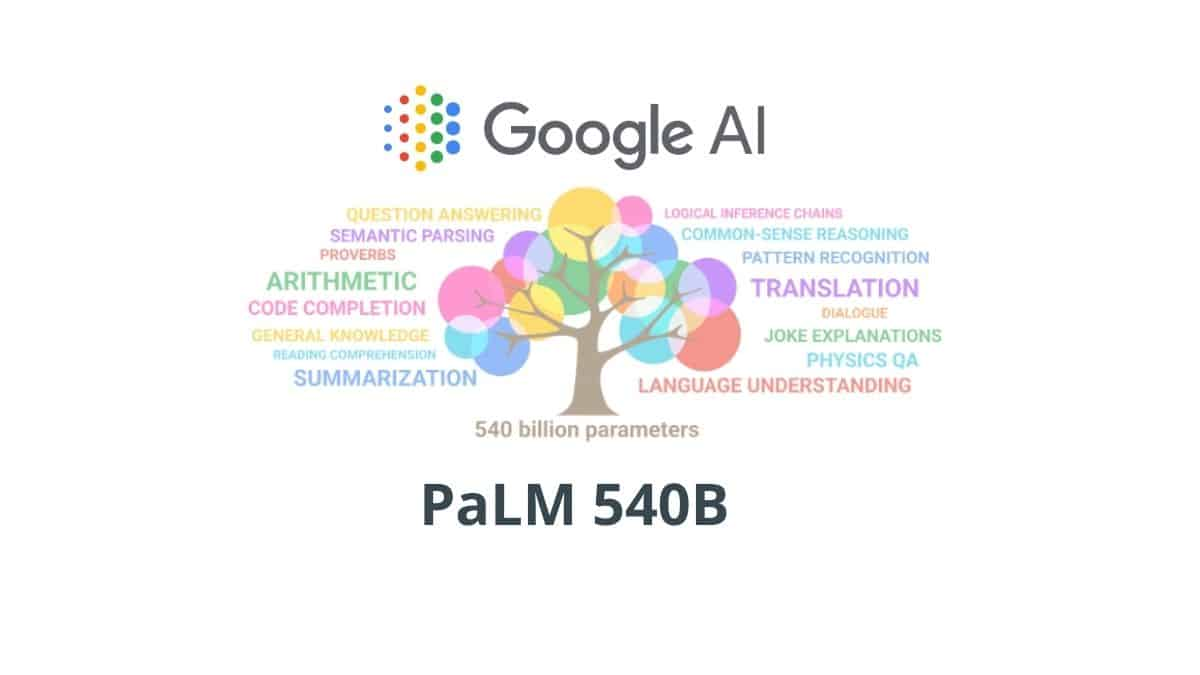 Google AI
QUESTION ANSWERING
SEMANTIC PARSING
PROVERBS
ARITHMETIC
CODE COMPLETION
GENERAL KNOWLEDGE
READING COMPREHENSION
SUMMARIZATION
LOGICAL INFERENCE CHAINS
COMMON-SENSE REASONING
PATTERN RECOGNITION
TRANSLATION
DIALOGUE
JOKE EXPLANATIONS
PHYSICS QA
LANGUAGE UNDERSTANDING
540 billion parameters
PaLM 540B